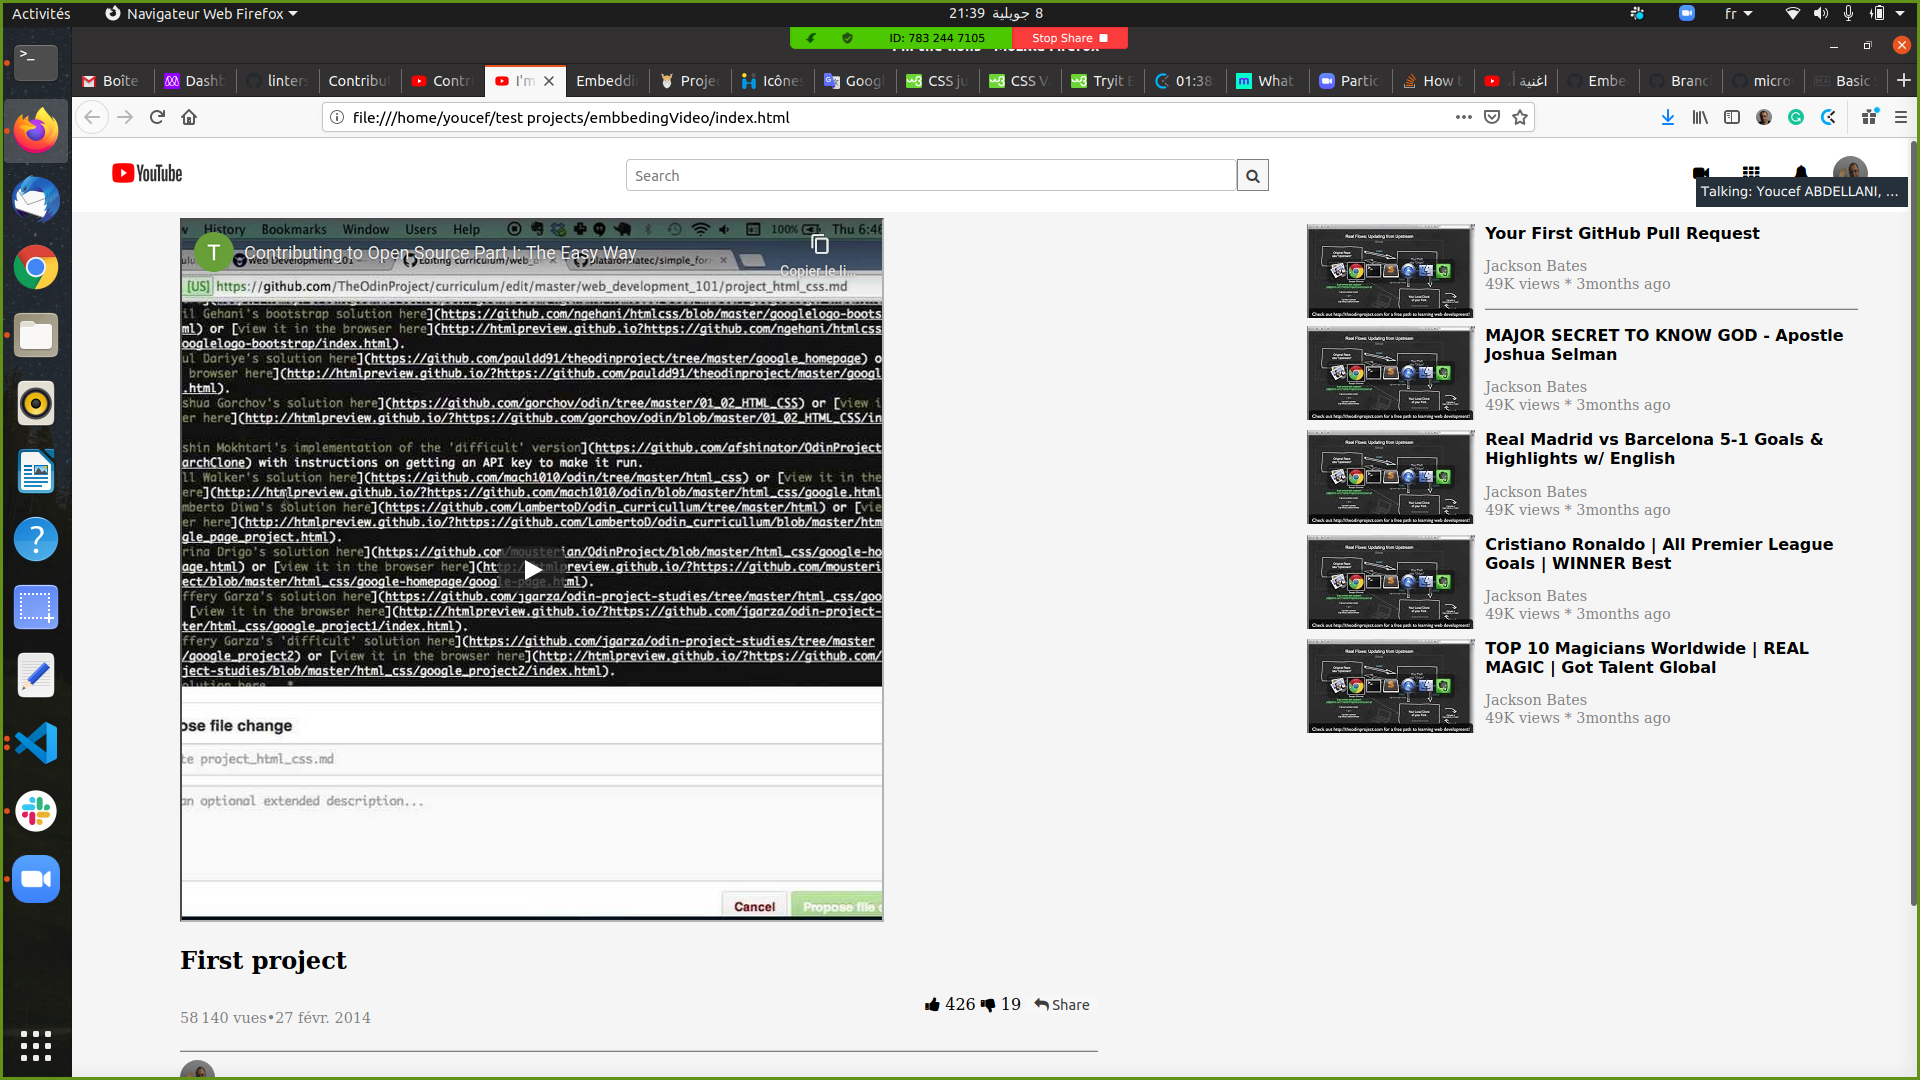 Activités
Navigateur Web Firefox
8 جويلية 21:39
fr
ID: 783 244 7105
Stop Share
Boîte
Dashb
linters
Contribu
Contri
I'm
Embeddi
Projec
Icônes
Googl
CSS ju
CSS V
Tryit E
01:38
What
Partic
How t
أغنية
Embe
Branc
micro
Basic
file:///home/youcef/test projects/embbedingVideo/index.html
YouTube
Search
Talking: Youcef ABDELLANI, ...
History Bookmarks Window Users Help 100% Thu 6:46
T
Contributing to Open Source Part I: The Easy Way
Copier le li...
[US] https://github.com/TheOdinProject/curriculum/edit/master/web_development_101/project_html_css.md
il Gehani's bootstrap solution here](https://github.com/ngehani/htmlcss/blob/master/googlelogo-boots
ml) or [view it in the browser here](http://htmlpreview.github.io?https://github.com/ngehani/htmlcss
ooglelogo-bootstrap/index.html).
ul Dariye's solution here](https://github.com/pauldd91/theodinproject/tree/master/google_homepage) o
browser here](http://htmlpreview.github.io/?https://github.com/pauldd91/theodinproject/master/googl
.html).
shua Gorchov's solution here](https://github.com/gorchov/odin/tree/master/01_02_HTML_CSS) or [view i
er here](http://htmlpreview.github.io/?https://github.com/gorchov/odin/blob/master/01_02_HTML_CSS/in
shin Mokhtari's implementation of the 'difficult' version](https://github.com/afshinator/OdinProject
archClone) with instructions on getting an API key to make it run.
ll Walker's solution here](https://github.com/mach1010/odin/tree/master/html_css) or [view it in the
ere](http://htmlpreview.github.io/?https://github.com/mach1010/odin/blob/master/html_css/google.html
mberto Diwa's solution here](https://github.com/LambertoD/odin_curricullum/tree/master/html) or [vie
er here](http://htmlpreview.github.io/?https://github.com/LambertoD/odin_curricullum/blob/master/htm
gle_page_project.html).
rina Drigo's solution here](https://github.com/mousterian/OdinProject/blob/master/html_css/google-ho
age.html) or [view it in the browser here](http://htmlpreview.github.io/?https://github.com/mousteri
ect/blob/master/html_css/google-homepage/google-page.html).
ffery Garza's solution here](https://github.com/jgarza/odin-project-studies/tree/master/html_css/goo
[view it in the browser here](http://htmlpreview.github.io/?https://github.com/jgarza/odin-project-
ter/html_css/google_project1/index.html).
ffery Garza's 'difficult' solution here](https://github.com/jgarza/odin-project-studies/tree/master
/google_project2) or [view it in the browser here](http://htmlpreview.github.io/?https://github.com/
ject-studies/blob/master/html_css/google_project2/index.html).
ose file change
te project_html_css.md
an optional extended description...
Cancel
Propose file c
First project
58 140 vues•27 févr. 2014
426
19
Share
Your First GitHub Pull Request
Jackson Bates
49K views * 3months ago
MAJOR SECRET TO KNOW GOD - Apostle
Joshua Selman
Jackson Bates
49K views * 3months ago
Real Madrid vs Barcelona 5-1 Goals &
Highlights w/ English
Jackson Bates
49K views * 3months ago
Cristiano Ronaldo | All Premier League
Goals | WINNER Best
Jackson Bates
49K views * 3months ago
TOP 10 Magicians Worldwide | REAL
MAGIC | Got Talent Global
Jackson Bates
49K views * 3months ago